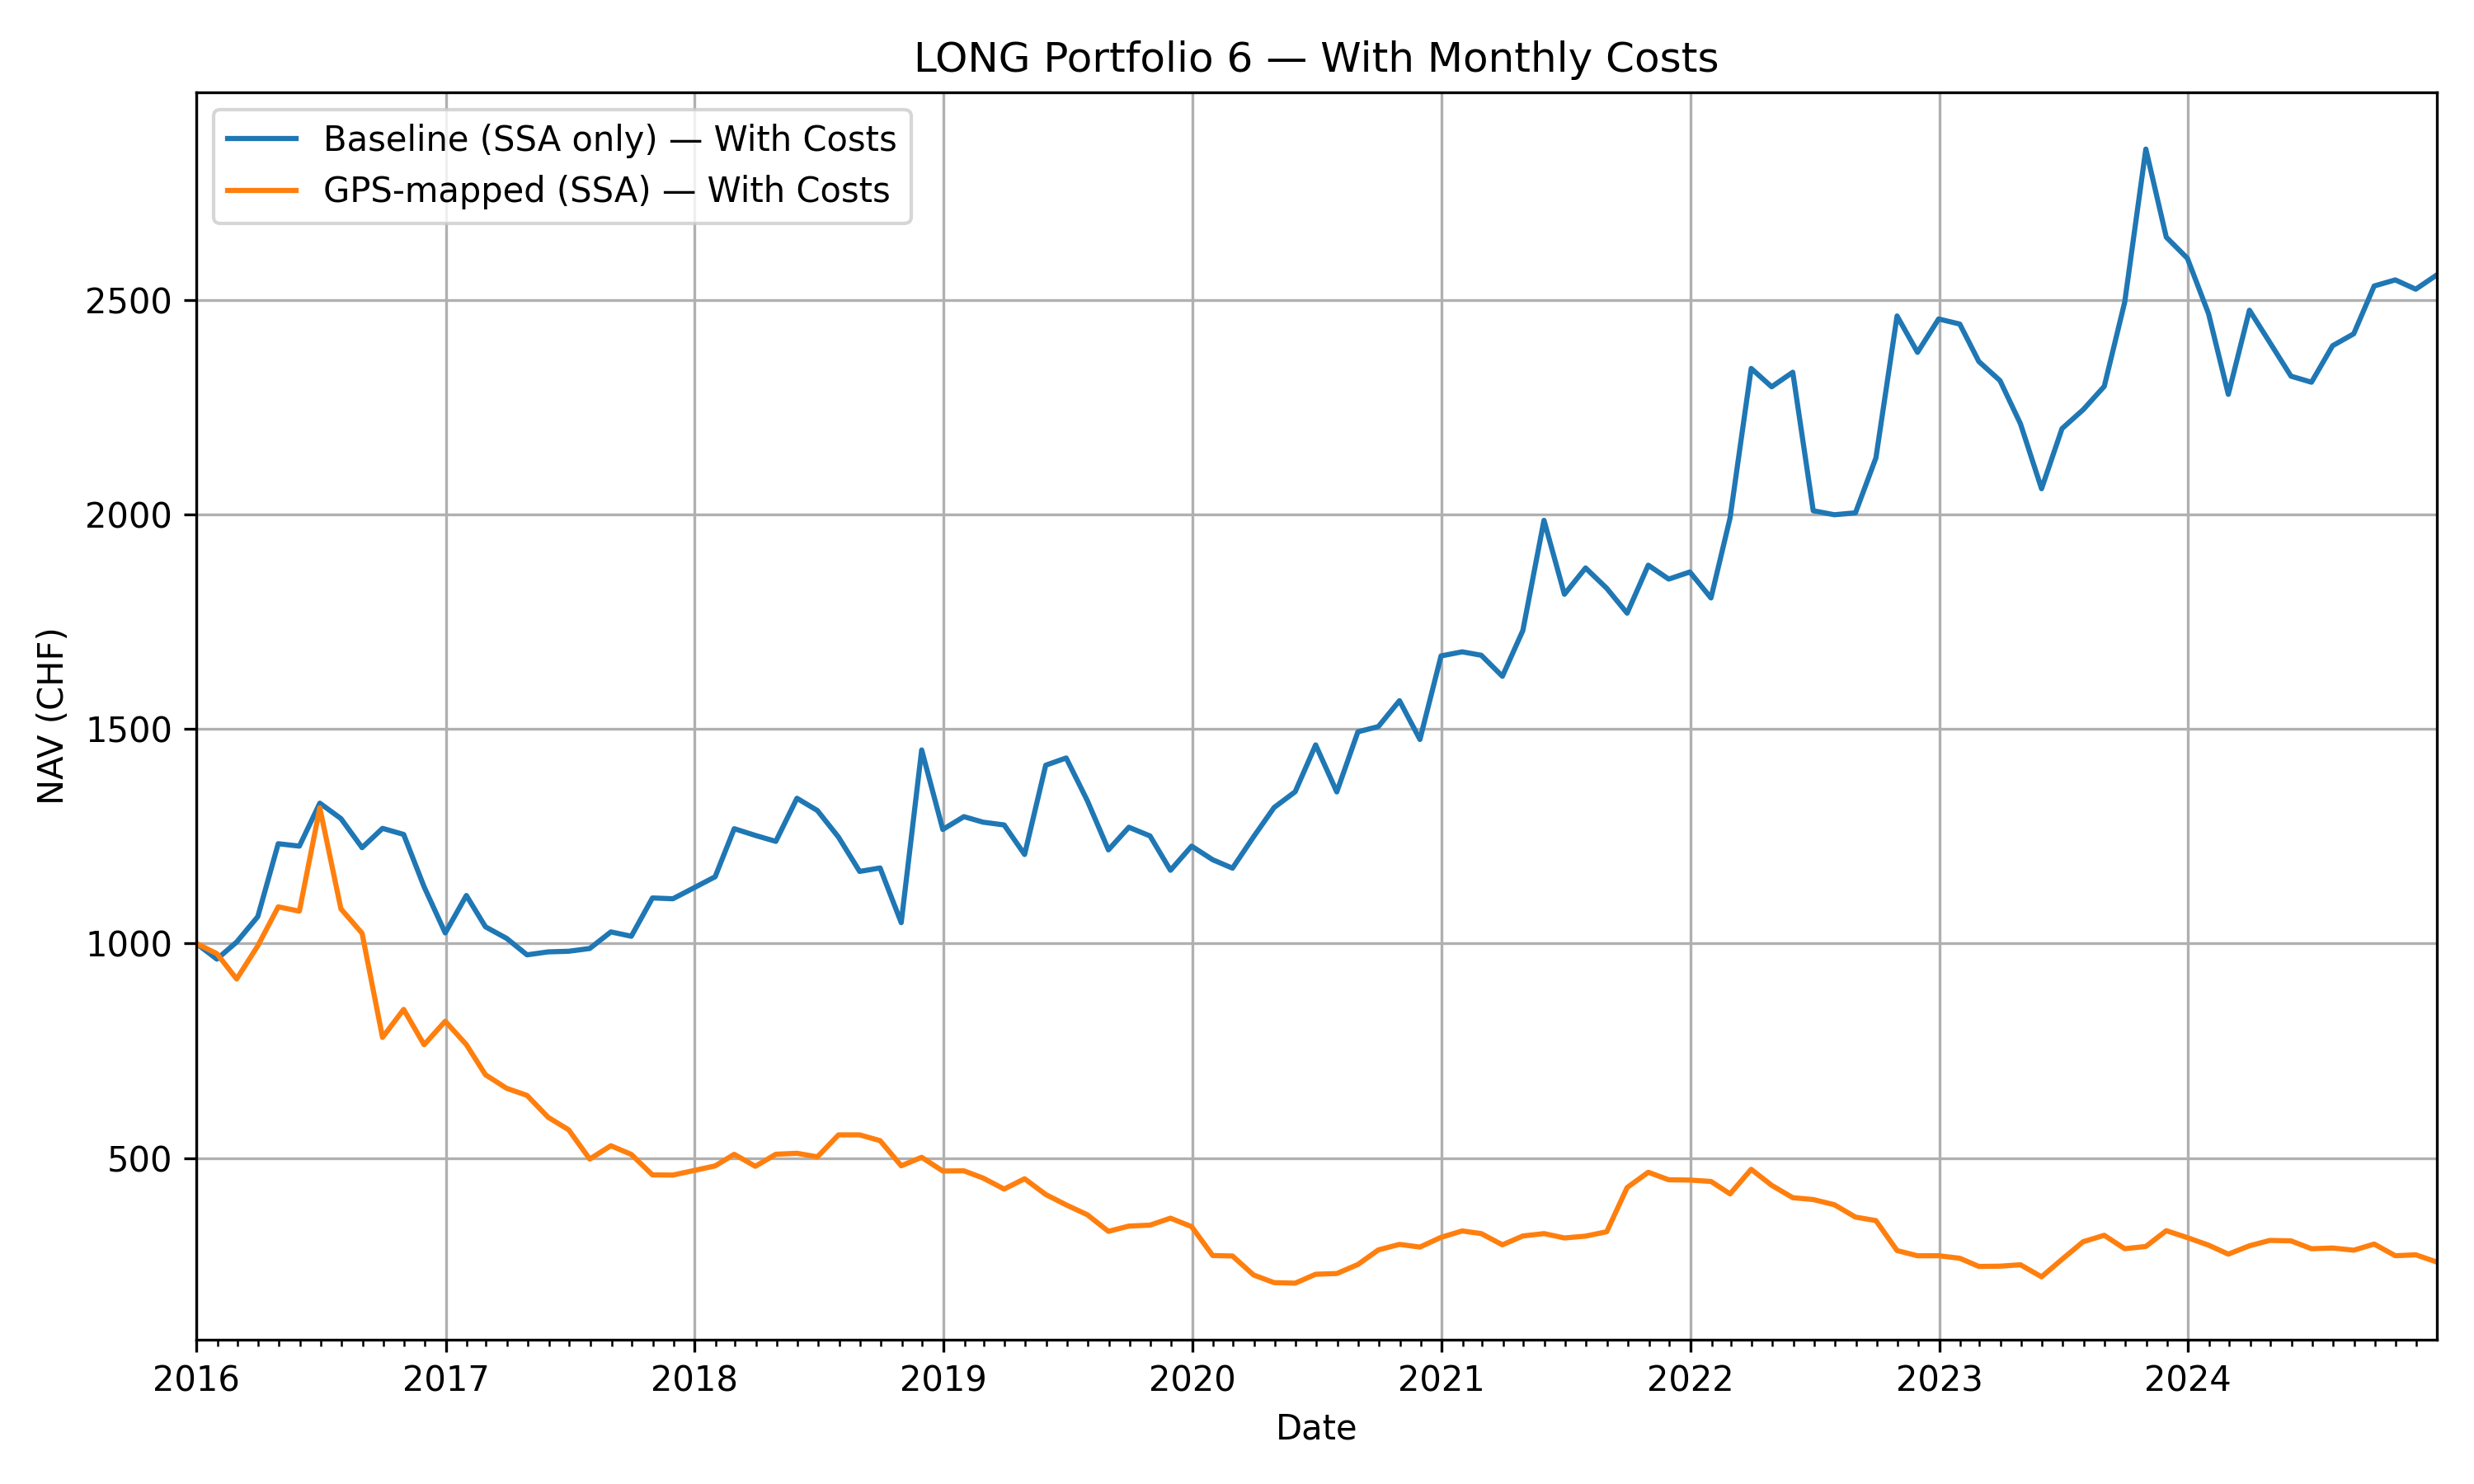 LONG Portfolio 6 — With Monthly Costs
Baseline (SSA only) — With Costs
GPS-mapped (SSA) — With Costs
NAV (CHF)
2500
2000
1500
1000
500
2016 2017 2018 2019 2020 2021 2022 2023 2024
Date